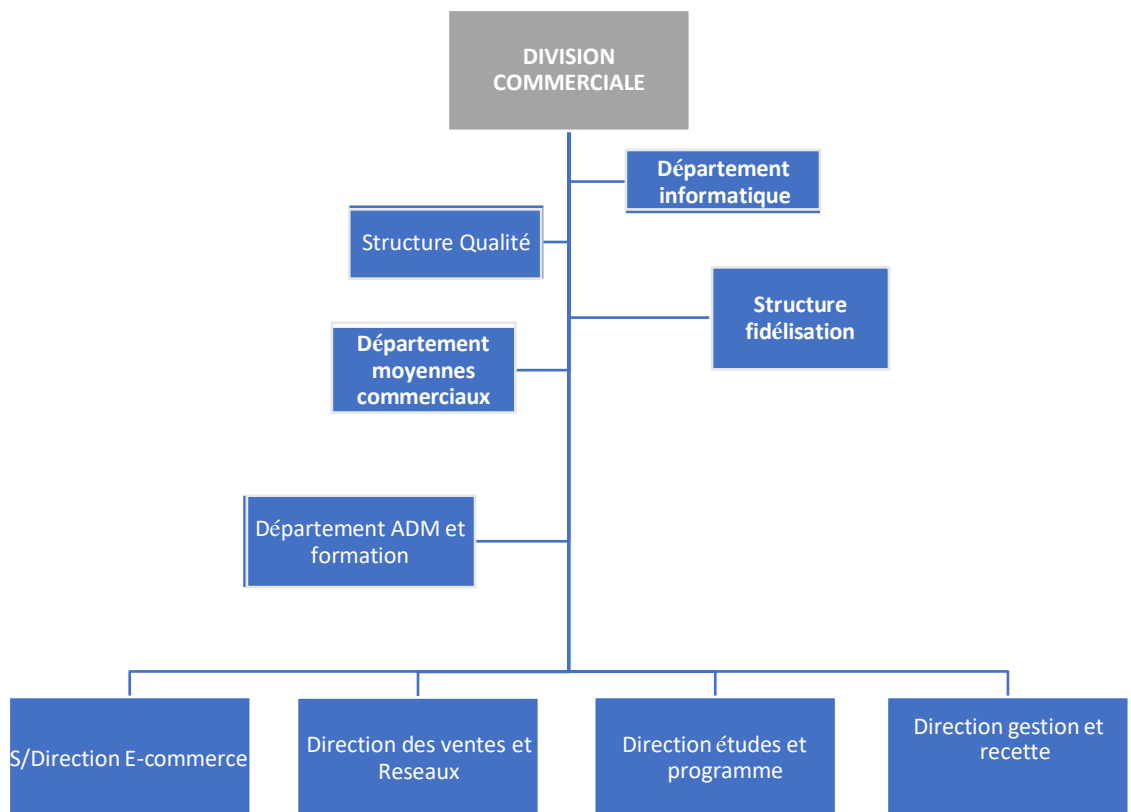 DIVISION
COMMERCIALE
Département
informatique
Structure Qualité
Structure
fidélisation
Département
moyennes
commerciaux
Département ADM et
formation
S/Direction E-commerce
Direction des ventes et
Reseaux
Direction études et
programme
Direction gestion et
recette